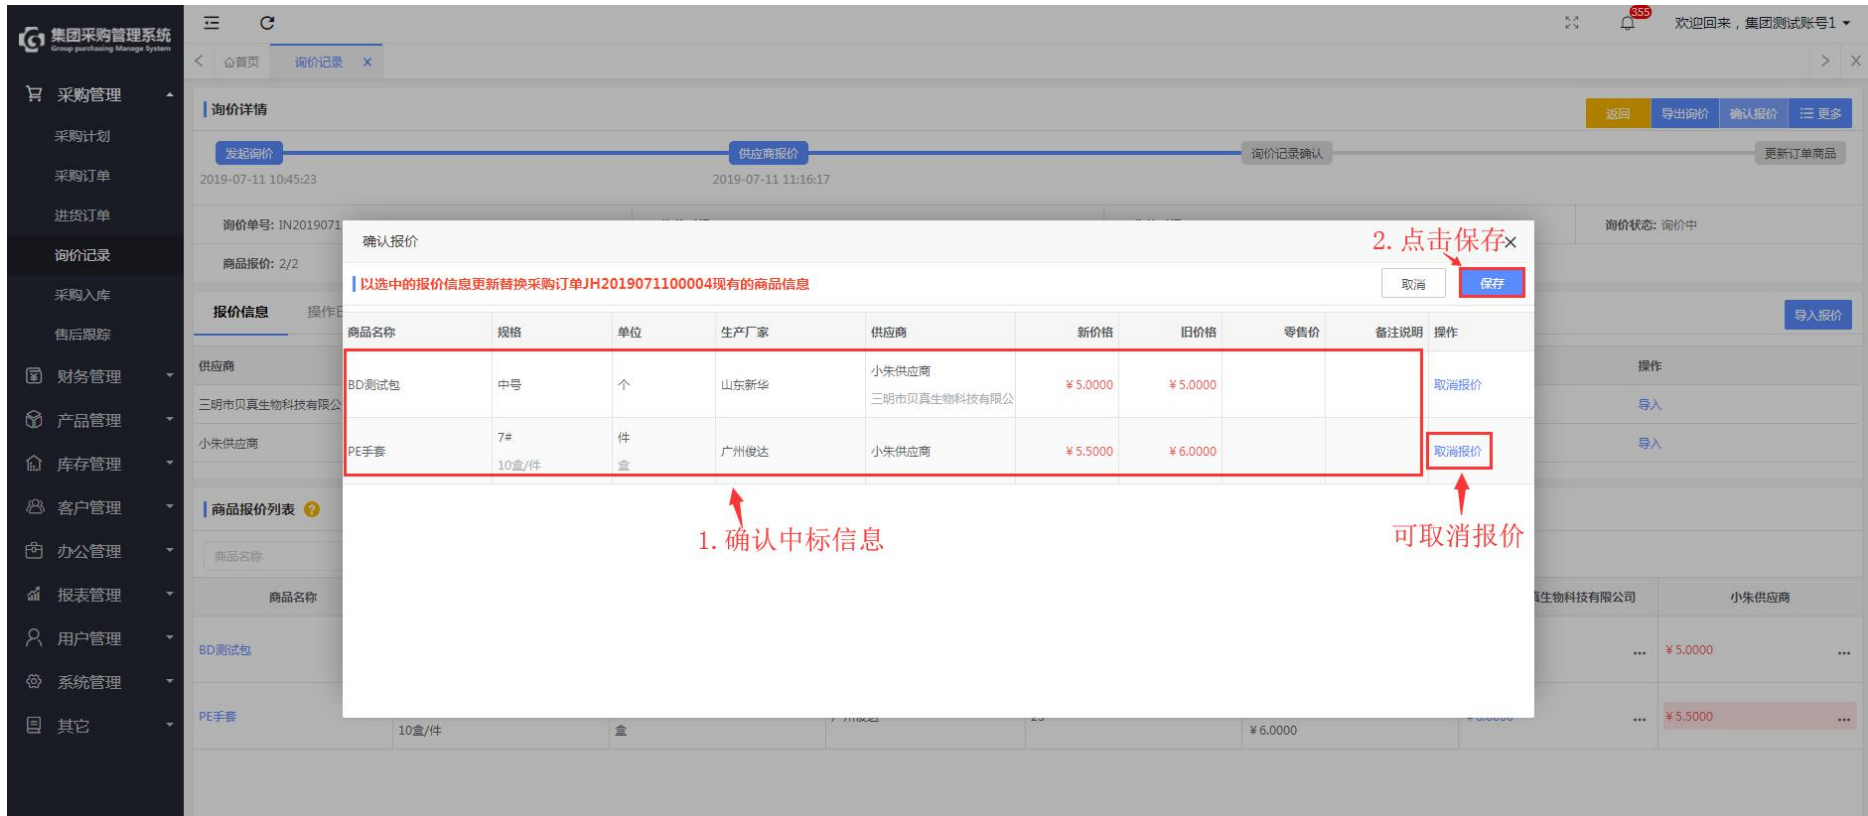 集团采购管理系统
Group purchasing Manage System
355
欢迎回来，集团测试账号1
首页
询价记录
采购管理
采购计划
采购订单
进货订单
询价记录
采购入库
售后跟踪
财务管理
产品管理
库存管理
客户管理
办公管理
报表管理
用户管理
系统管理
其它
询价详情
返回 导出询价 确认报价 更多
发起询价 供应商报价 询价记录确认 更新订单商品
2019-07-11 10:45:23 2019-07-11 11:16:17
询价单号: IN2019071 询价状态: 询价中
商品报价: 2/2
报价信息 操作
导入报价
供应商 操作
三明市贝真生物科技有限公 导入
小朱供应商 导入
商品报价列表
商品名称
商品名称 生物科技有限公司 小朱供应商
BD测试包 ... ¥5.0000 ...
PE手套 ... ¥5.5000 ...
10盒/件 盒 ¥6.0000
确认报价
2. 点击保存
以选中的报价信息更新替换采购订单JH2019071100004现有的商品信息
取消 保存
商品名称 规格 单位 生产厂家 供应商 新价格 旧价格 零售价 备注说明 操作
BD测试包 中号 个 山东新华 小朱供应商 ¥5.0000 ¥5.0000 取消报价
三明市贝真生物科技有限公
PE手套 7# 件 广州俊达 小朱供应商 ¥5.5000 ¥6.0000 取消报价
10盒/件 盒
1. 确认中标信息
可取消报价